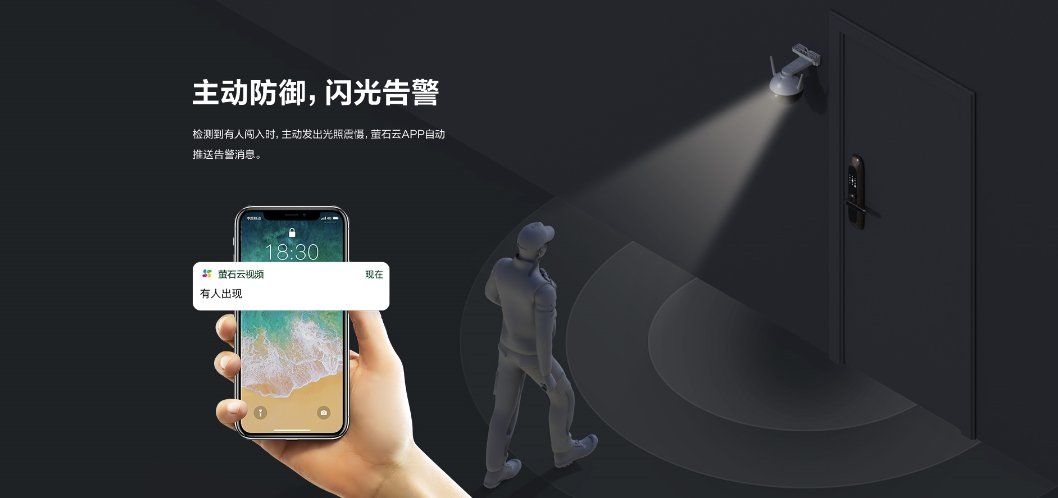 主动防御，闪光告警
检测到有人闯入时，主动发出光照震慑，萤石云APP自动
推送告警消息。
18:30
萤石云视频 现在
有人出现